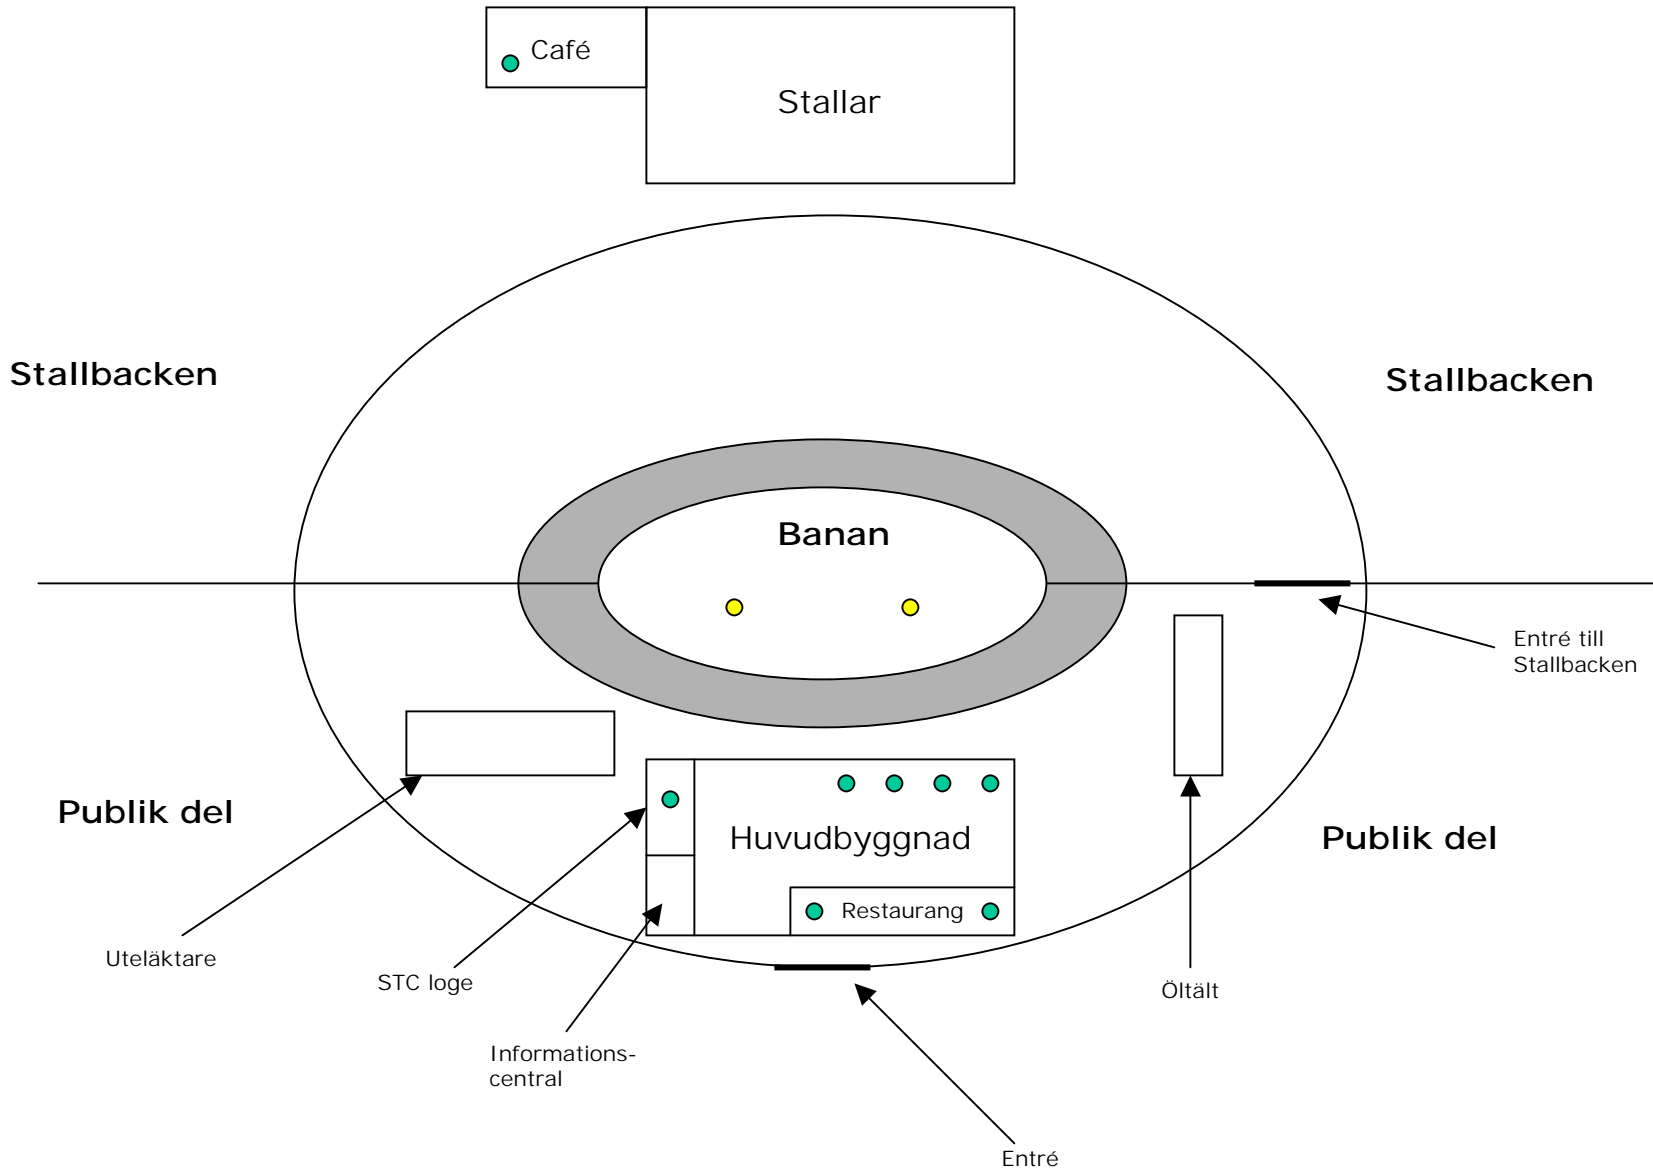 Café
Stallar
Stallbacken
Stallbacken
Banan
Entré till
Stallbacken
Publik del
Huvudbyggnad
Publik del
Restaurang
Uteläktare
STC loge
Öltält
Informations-
central
Entré